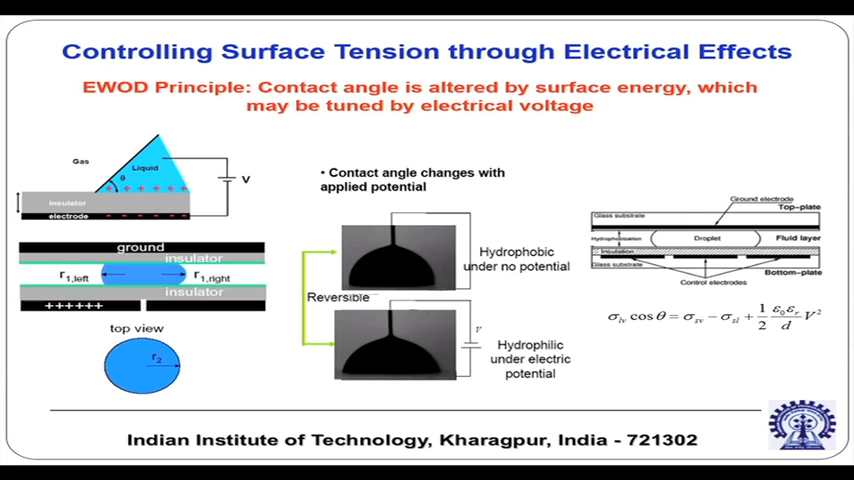 Controlling Surface Tension through Electrical Effects
EWOD Principle: Contact angle is altered by surface energy, which
may be tuned by electrical voltage
Gas
Liquid
θ
+ + + + + +
V
insulator
electrode
- - - - - -
• Contact angle changes with
applied potential
ground
insulator
r1,left
r1,right
insulator
++++++
top view
r2
Hydrophobic
under no potential
Reversible
V
Hydrophilic
under electric
potential
Ground electrode
Top-plate
Glass substrate
Hydrophobization
Droplet
Fluid layer
Insulation
Glass substrate
Bottom-plate
Control electrodes
σlv cos θ = σsv − σsl + 1/2 ε0εr/d V²
Indian Institute of Technology, Kharagpur, India - 721302